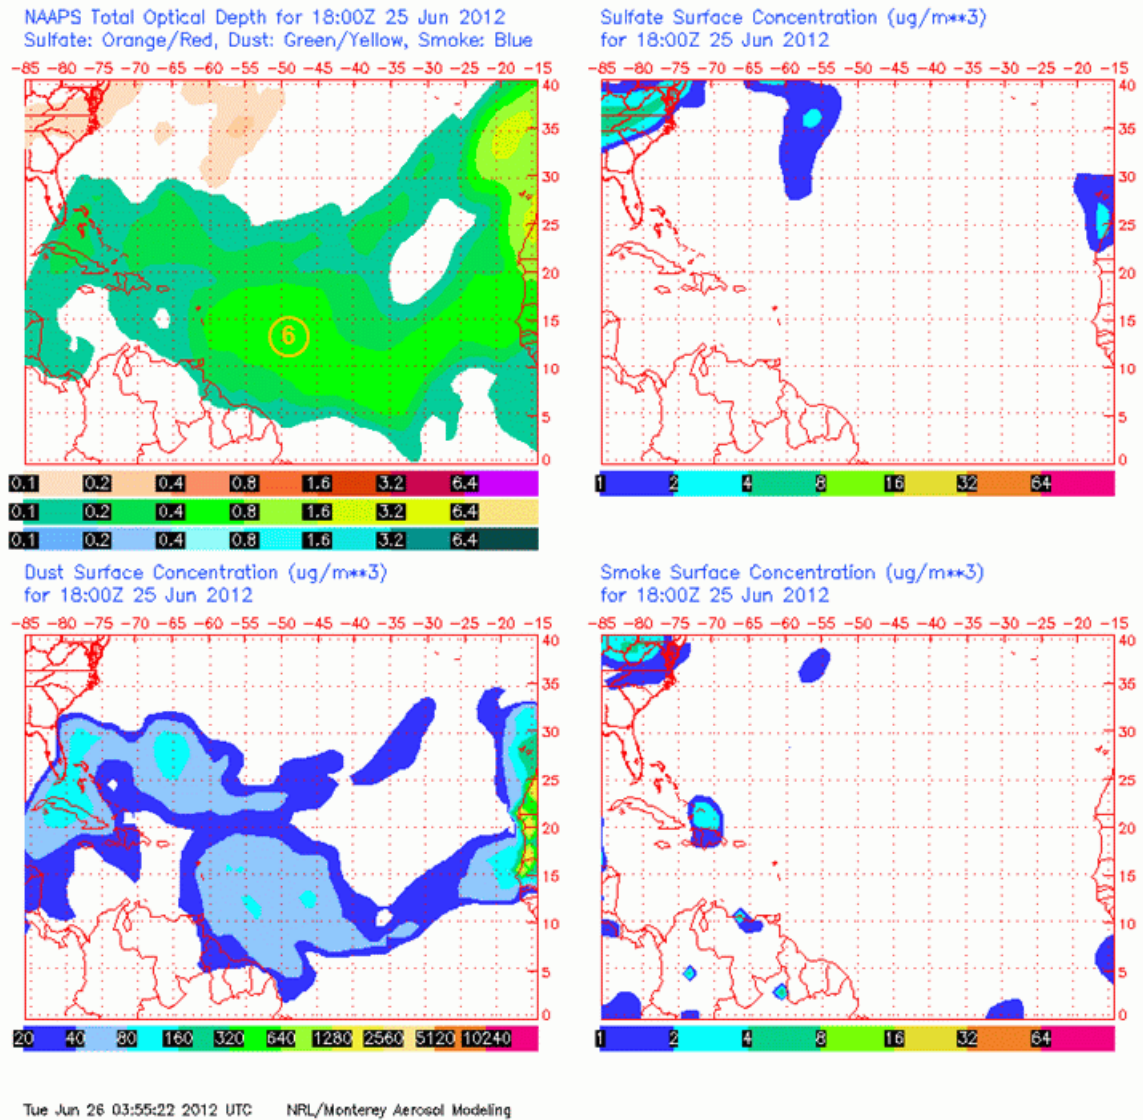 NAAPS Total Optical Depth for 18:00Z 25 Jun 2012
Sulfate: Orange/Red, Dust: Green/Yellow, Smoke: Blue
-85 -80 -75 -70 -65 -60 -55 -50 -45 -40 -35 -30 -25 -20 -15
40
35
30
25
20
15
10
5
0
6
0.1 0.2 0.4 0.8 1.6 3.2 6.4
0.1 0.2 0.4 0.8 1.6 3.2 6.4
0.1 0.2 0.4 0.8 1.6 3.2 6.4
Sulfate Surface Concentration (ug/m**3)
for 18:00Z 25 Jun 2012
-85 -80 -75 -70 -65 -60 -55 -50 -45 -40 -35 -30 25 -20 -15
40
35
30
25
20
15
10
5
0
1 2 4 8 16 32 64
Dust Surface Concentration (ug/m**3)
for 18:00Z 25 Jun 2012
-85 -80 -75 -70 -65 -60 -55 -50 -45 -40 -35 -30 -25 -20 -15
40
35
30
25
20
15
10
5
0
20 40 80 160 320 640 1280 2560 5120 10240
Smoke Surface Concentration (ug/m**3)
for 18:00Z 25 Jun 2012
-85 -80 -75 -70 -65 -60 -55 -50 -45 -40 -35 -30 25 -20 -15
40
35
30
25
20
15
10
5
0
1 2 4 8 16 32 64
Tue Jun 26 03:55:22 2012 UTC NRL/Monterey Aerosol Modeling